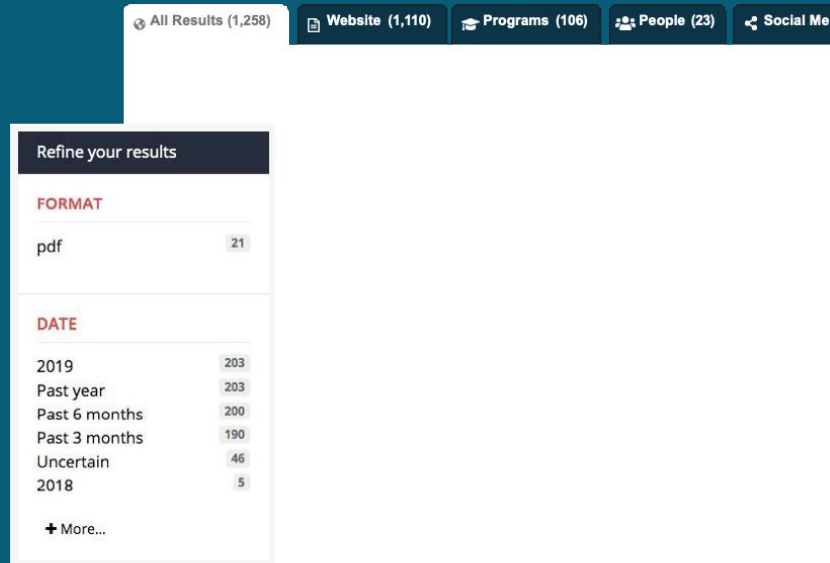 All Results (1,258) Website (1,110) Programs (106) People (23) Social Me
Refine your results
FORMAT
pdf 21
DATE
2019 203
Past year 203
Past 6 months 200
Past 3 months 190
Uncertain 46
2018 5
+ More...